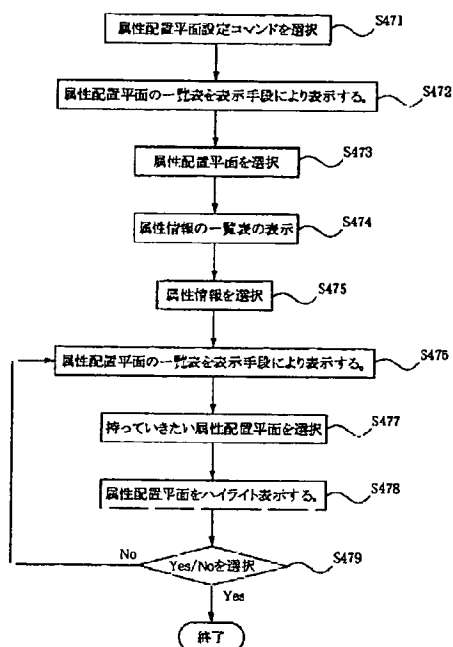 属性配置平面設定コマンドを選択
S471
属性配置平面の一覧表を表示手段により表示する。
S472
属性配置平面を選択
S473
属性情報の一覧表の表示
S474
属性情報を選択
S475
属性配置平面の一覧表を表示手段により表示する。
S476
持っていきたい属性配置平面を選択
S477
属性配置平面をハイライト表示する。
S478
No
Yes/Noを選択
S479
Yes
終了